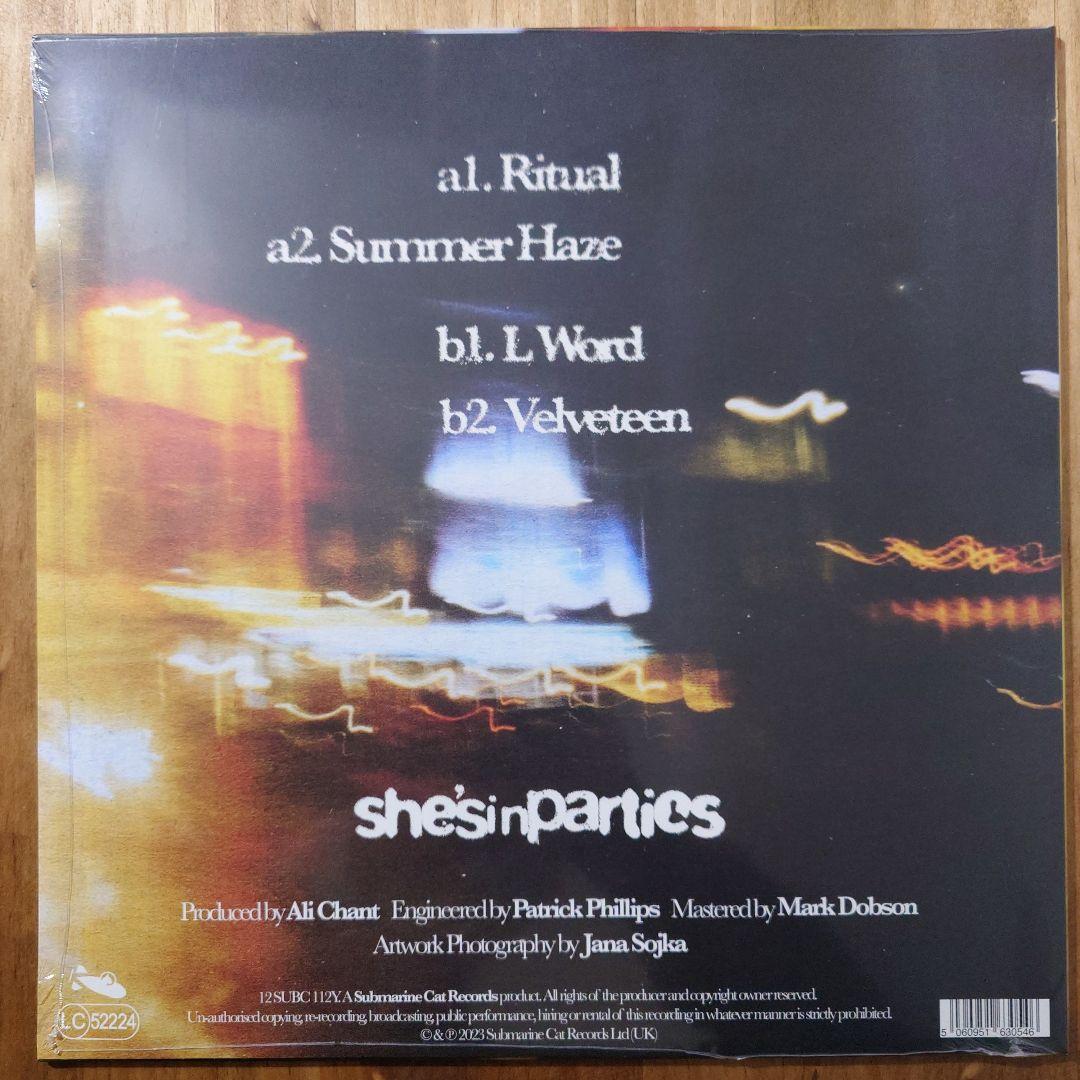 a1. Ritual
a2. Summer Haze
b1. L Word
b2. Velveteen
she'sinparties
Produced by Ali Chant Engineered by Patrick Phillips Mastered by Mark Dobson
Artwork Photography by Jana Sojka
12 SUBC 112Y. A Submarine Cat Records product. All rights of the producer and copyright owner reserved.
Un-authorised copying, re-recording, broadcasting, public performance, hiring or rental of this recording in whatever manner is strictly prohibited.
© & ℗ 2023 Submarine Cat Records Ltd (UK)
LC 52224
5 060951 630546